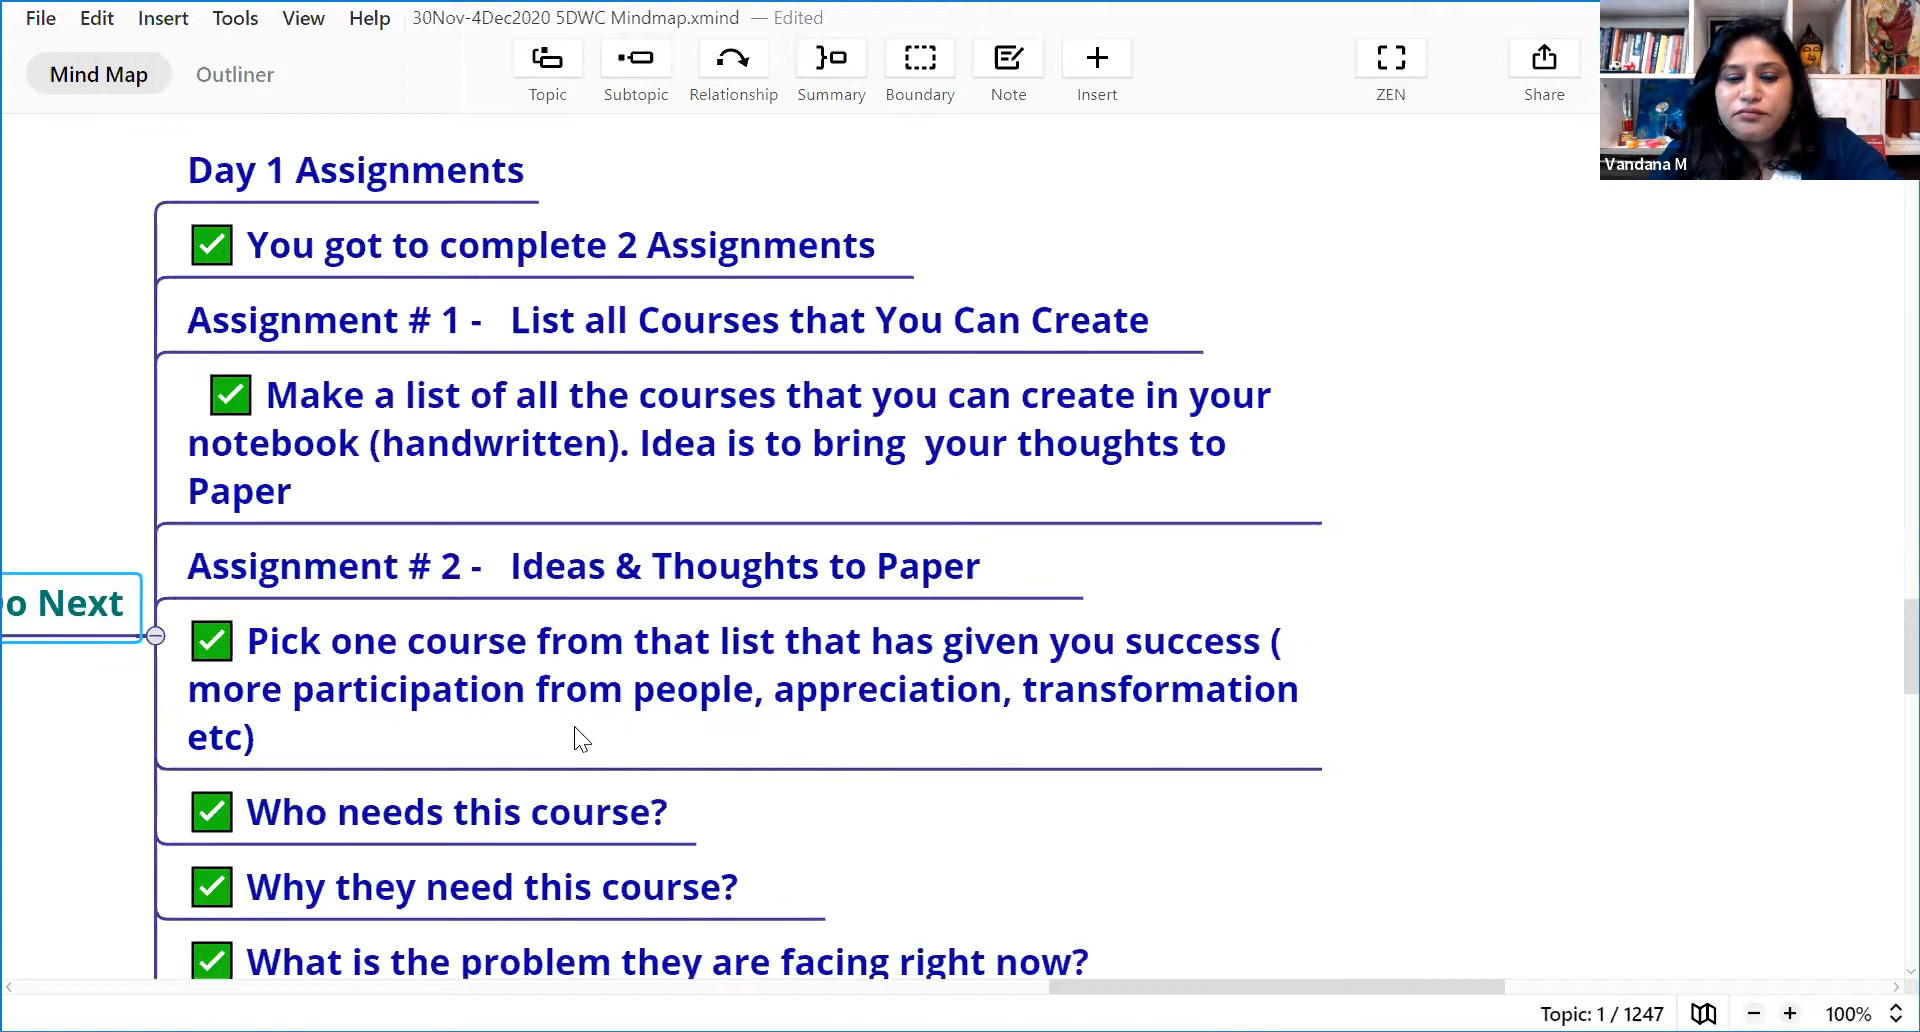 File Edit Insert Tools View Help 30Nov-4Dec2020 5DWC Mindmap.xmind — Edited
Mind Map Outliner
Topic Subtopic Relationship Summary Boundary Note Insert ZEN Share
Vandana M
Day 1 Assignments
✅ You got to complete 2 Assignments
Assignment # 1 - List all Courses that You Can Create
✅ Make a list of all the courses that you can create in your
notebook (handwritten). Idea is to bring your thoughts to
Paper
Assignment # 2 - Ideas & Thoughts to Paper
o Next
✅ Pick one course from that list that has given you success (
more participation from people, appreciation, transformation
etc)
✅ Who needs this course?
✅ Why they need this course?
✅ What is the problem they are facing right now?
Topic: 1 / 1247 100%